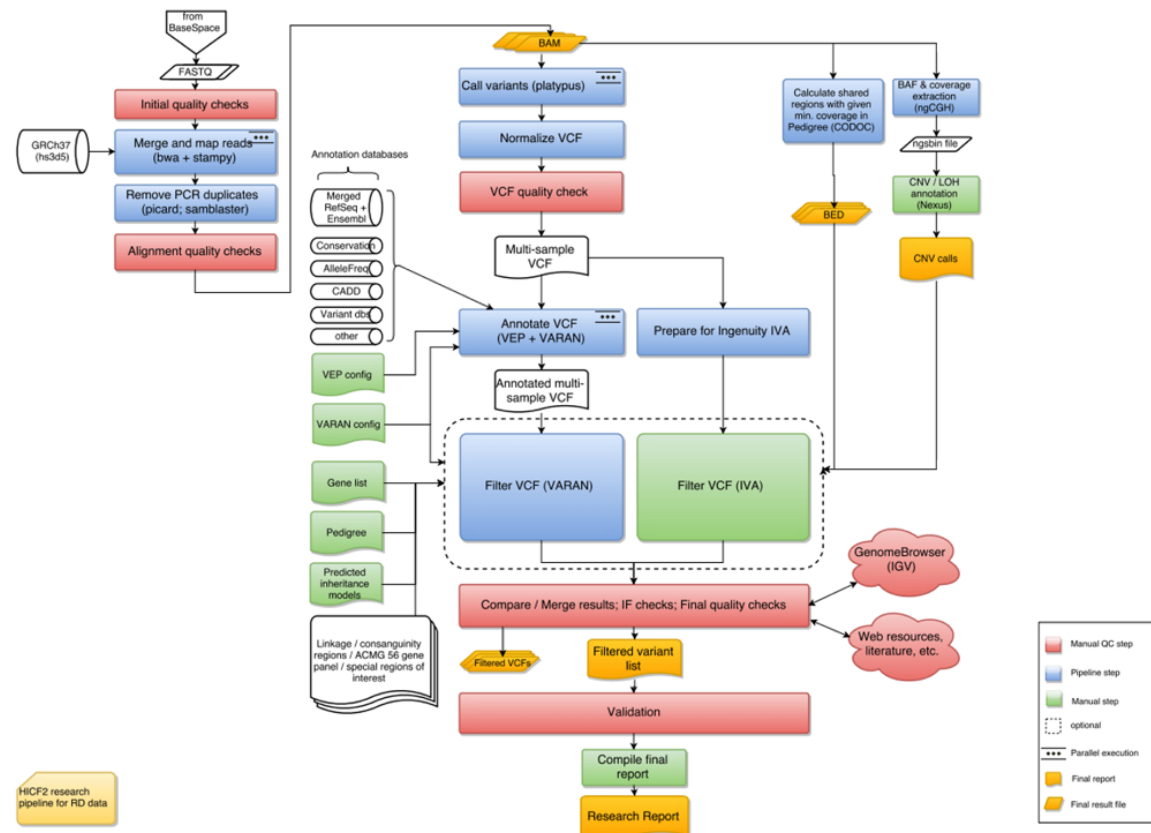 from
BaseSpace
FASTQ
Initial quality checks
GRCh37
(hs3d5)
Merge and map reads
(bwa + stampy)
Remove PCR duplicates
(picard; samblaster)
Alignment quality checks
BAM
Call variants (platypus)
Normalize VCF
VCF quality check
Multi-sample
VCF
Calculate shared
regions with given
min. coverage in
Pedigree (CODOC)
BED
BAF & coverage
extraction
(ngCGH)
ngsbin file
CNV / LOH
annotation
(Nexus)
CNV calls
Annotation databases
Merged
RefSeq +
Ensembl
Conservation
AlleleFreq
CADD
Variant dbs
other
VEP config
VARAN config
Annotate VCF
(VEP + VARAN)
Prepare for Ingenuity IVA
Annotated multi-
sample VCF
Filter VCF (VARAN)
Filter VCF (IVA)
Gene list
Pedigree
Predicted
inheritance
models
Linkage / consanguinity
regions / ACMG 56 gene
panel / special regions of
interest
Compare / Merge results; IF checks; Final quality checks
GenomeBrowser
(IGV)
Web resources,
literature, etc.
Filtered VCFs
Filtered variant
list
Validation
Compile final
report
Research Report
HICF2 research
pipeline for RD data
Manual QC step
Pipeline step
Manual step
optional
Parallel execution
Final report
Final result file